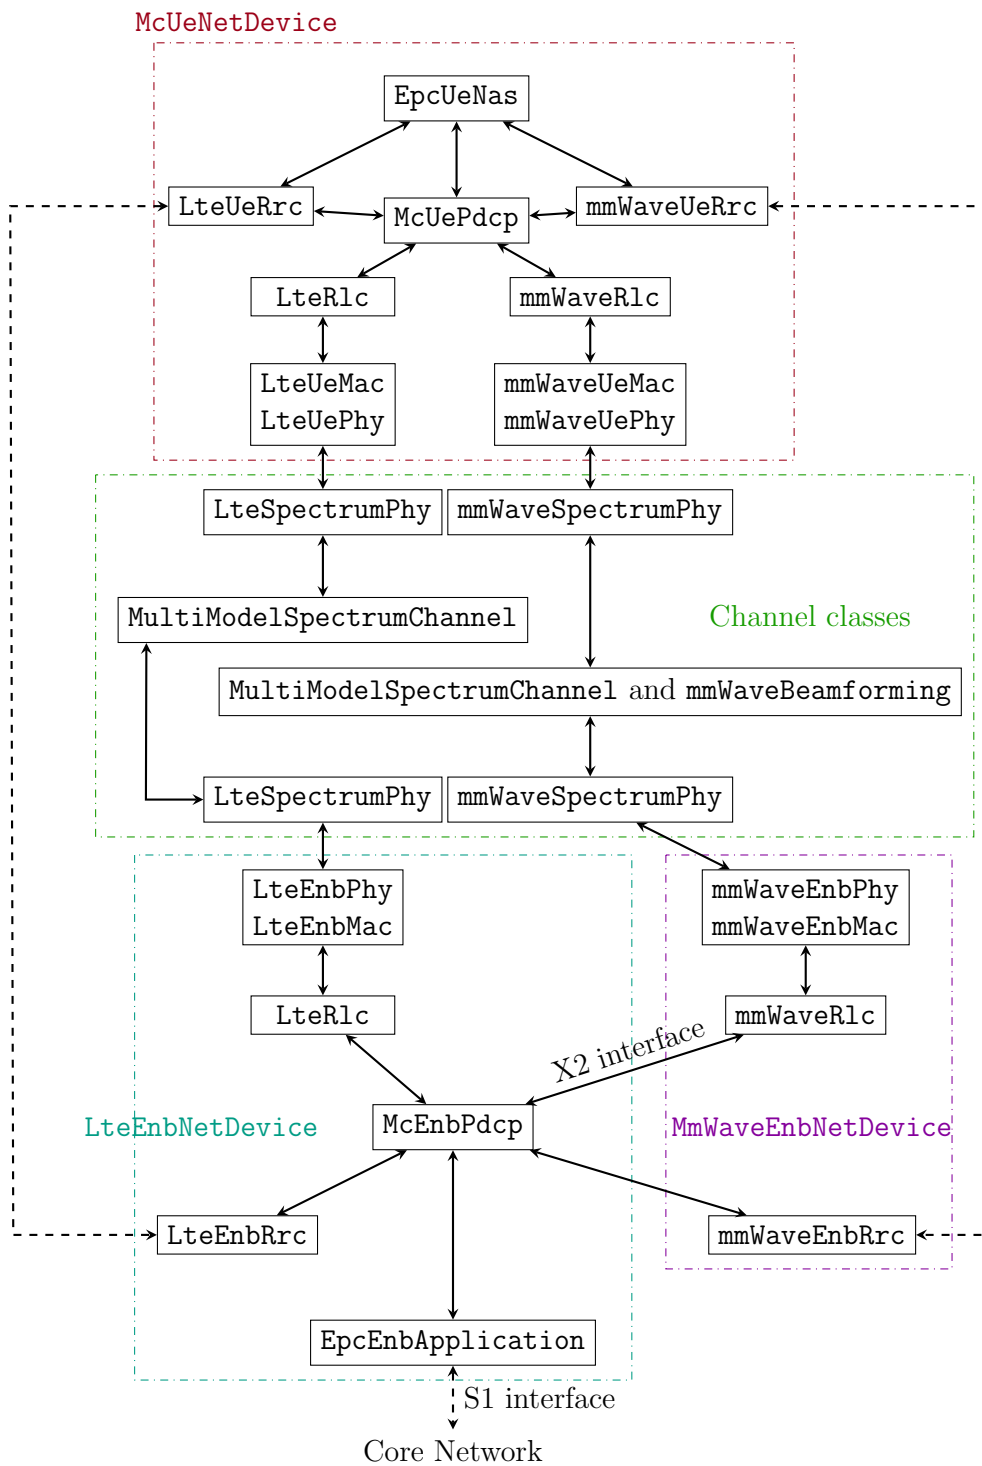 McUeNetDevice
EpcUeNas
LteUeRrc
McUePdcp
mmWaveUeRrc
LteRlc
mmWaveRlc
LteUeMac
LteUePhy
mmWaveUeMac
mmWaveUePhy
LteSpectrumPhy
mmWaveSpectrumPhy
MultiModelSpectrumChannel
Channel classes
MultiModelSpectrumChannel and mmWaveBeamforming
LteSpectrumPhy
mmWaveSpectrumPhy
LteEnbPhy
LteEnbMac
mmWaveEnbPhy
mmWaveEnbMac
LteRlc
mmWaveRlc
X2 interface
LteEnbNetDevice
McEnbPdcp
MmWaveEnbNetDevice
LteEnbRrc
mmWaveEnbRrc
EpcEnbApplication
S1 interface
Core Network